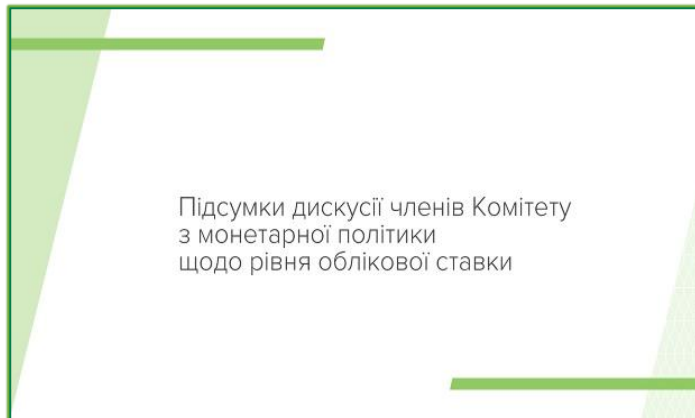 Підсумки дискусії членів Комітету
з монетарної політики
щодо рівня облікової ставки